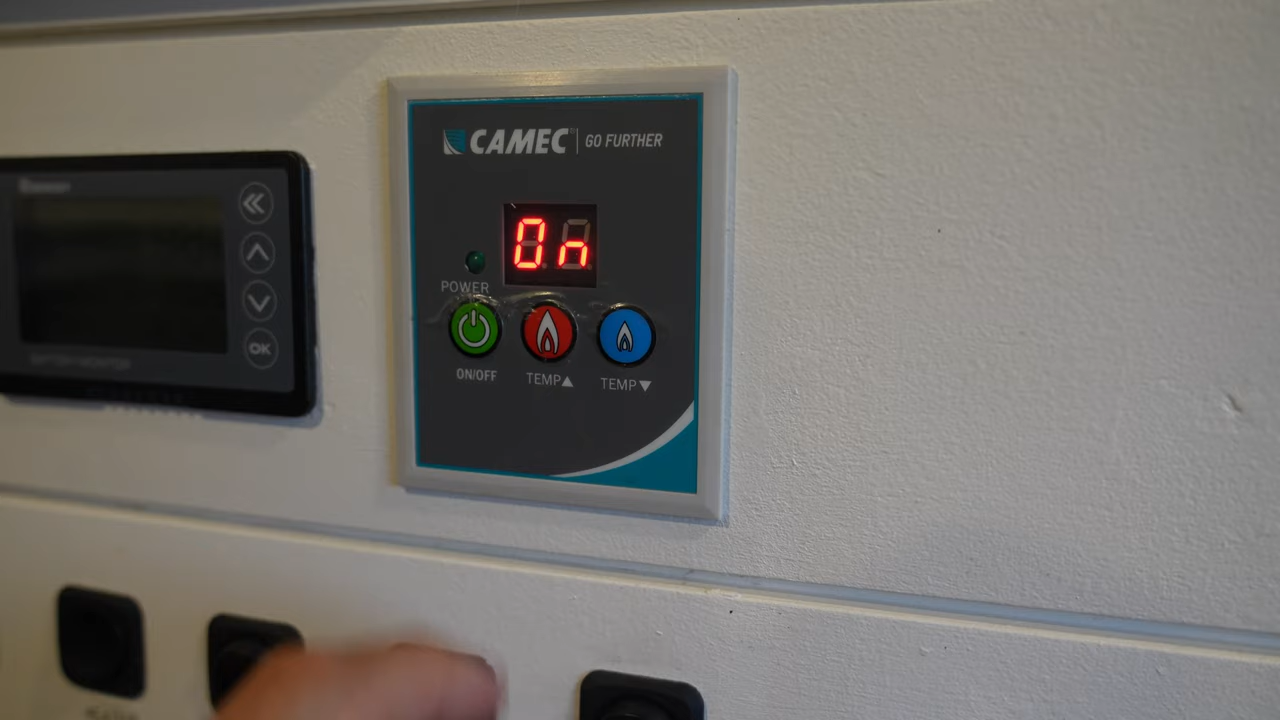 CAMEC | GO FURTHER
On
POWER
ON/OFF
TEMP▲
TEMP▼
OK